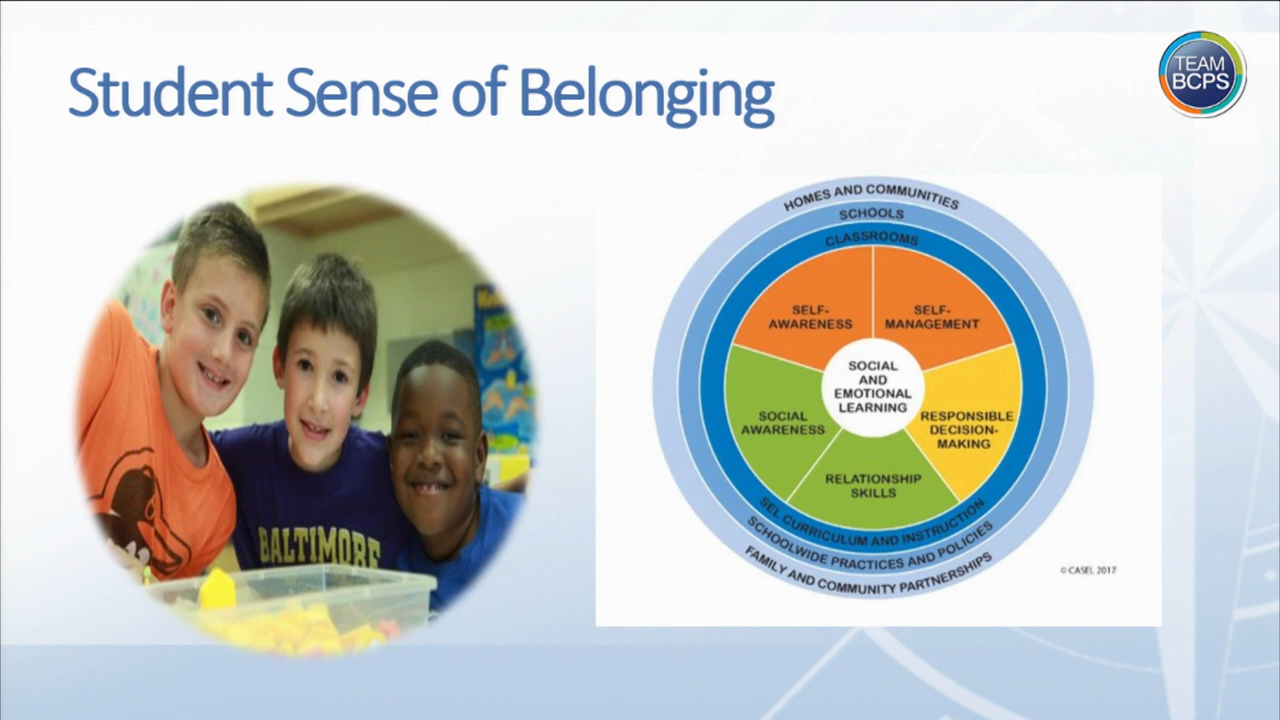 Student Sense of Belonging
TEAM
BCPS
BALTIMORE
HOMES AND COMMUNITIES
SCHOOLS
CLASSROOMS
SELF-
AWARENESS
SELF-
MANAGEMENT
SOCIAL
AND
EMOTIONAL
LEARNING
SOCIAL
AWARENESS
RESPONSIBLE
DECISION-
MAKING
RELATIONSHIP
SKILLS
SEL CURRICULUM AND INSTRUCTION
SCHOOLWIDE PRACTICES AND POLICIES
FAMILY AND COMMUNITY PARTNERSHIPS
© CASEL 2017